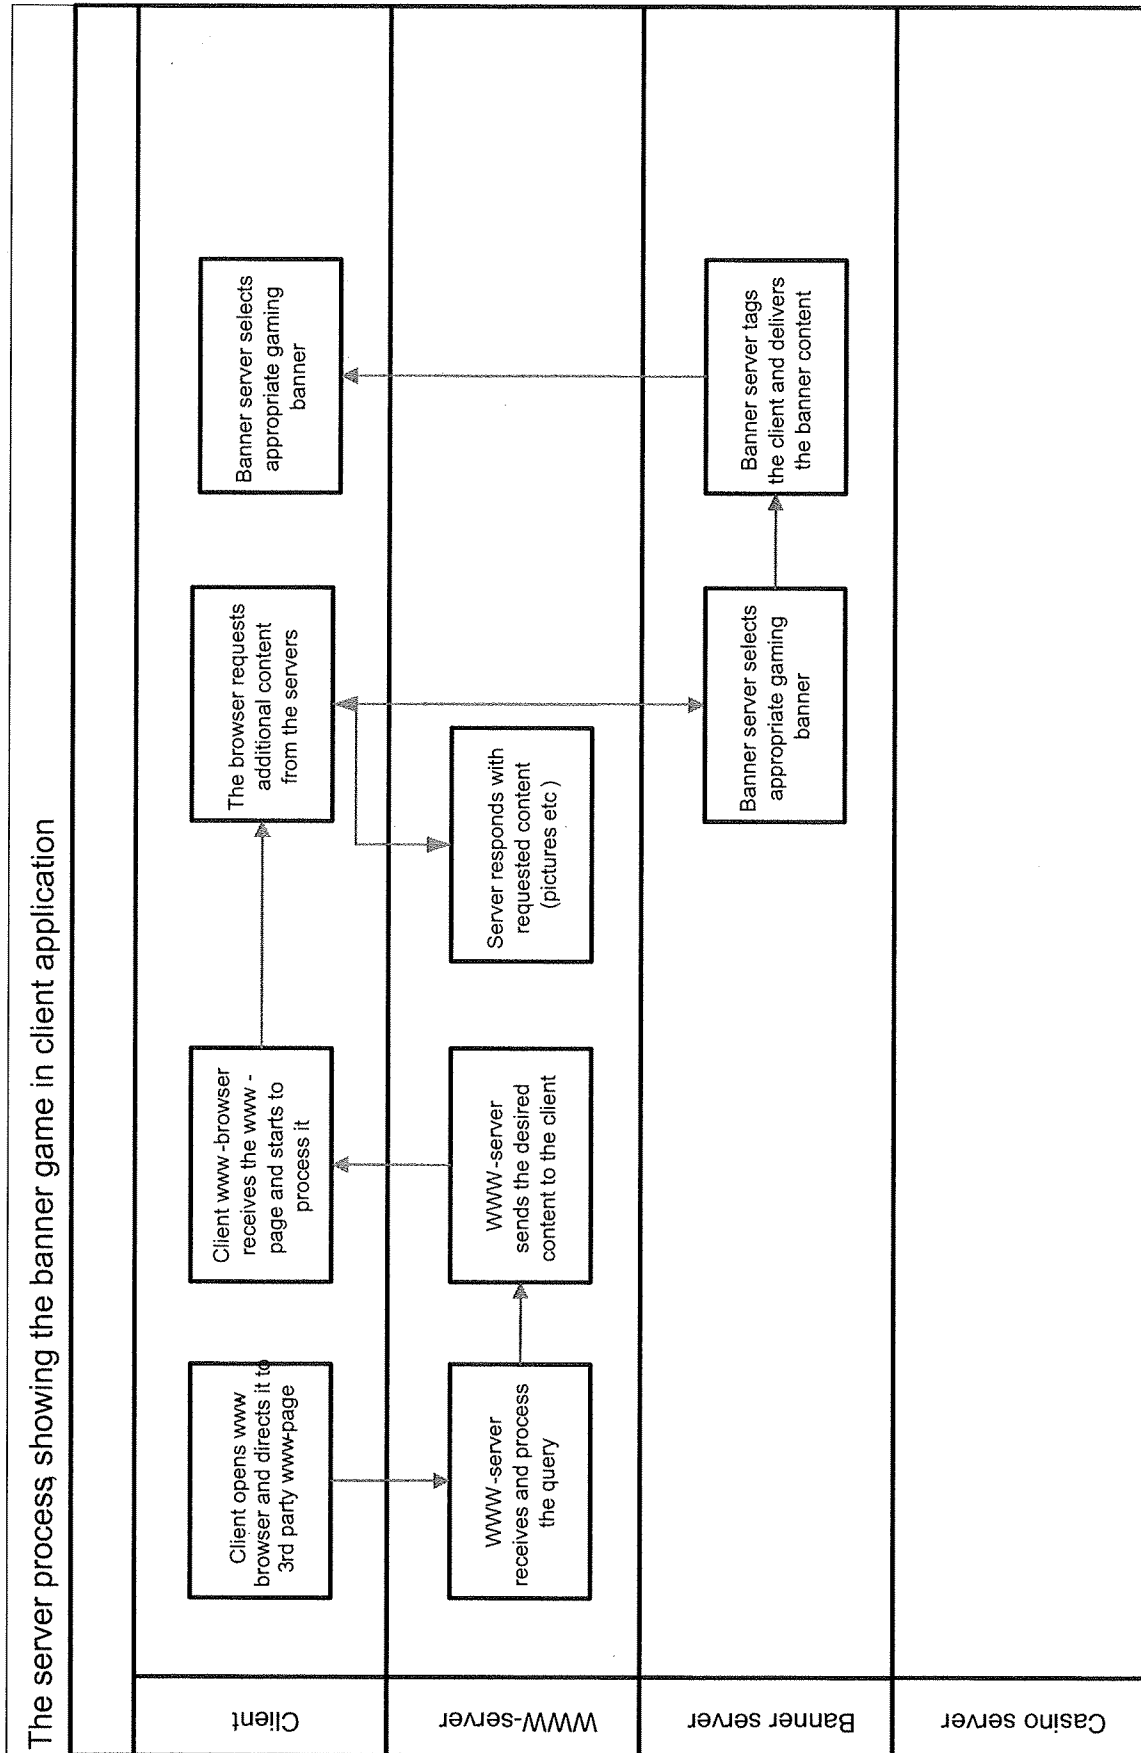 The server process, showing the banner game in client application
Client
Client opens www
browser and directs it to
3rd party www-page
Client www-browser
receives the www -
page and starts to
process it
The browser requests
additional content
from the servers
Banner server selects
appropriate gaming
banner
WWW-server
WWW-server
receives and process
the query
WWW-server
sends the desired
content to the client
Server responds with
requested content
(pictures etc )
Banner server
Banner server selects
appropriate gaming
banner
Banner server tags
the client and delivers
the banner content
Casino server